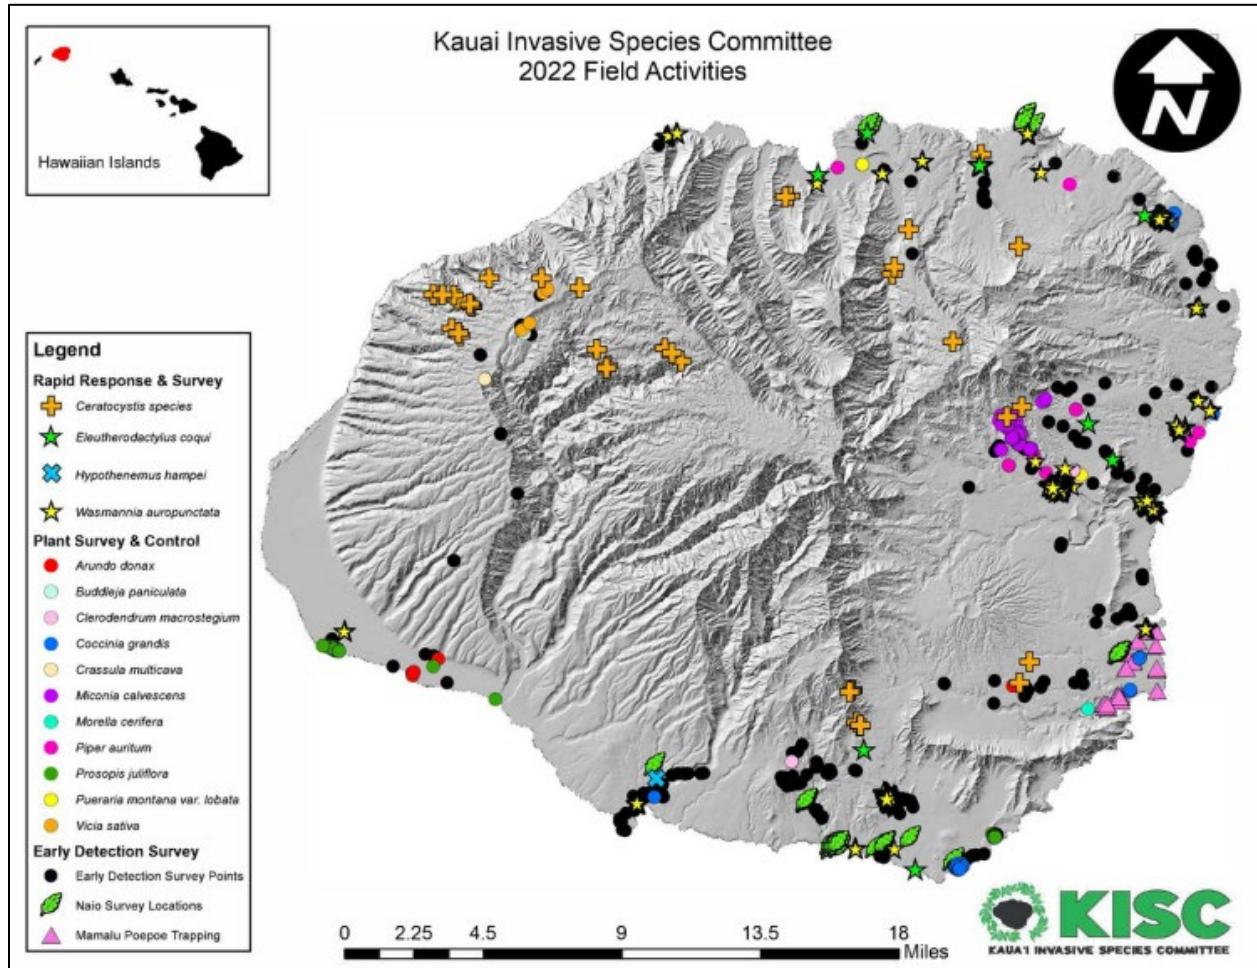 Kauai Invasive Species Committee
2022 Field Activities
N
Hawaiian Islands
Legend
Rapid Response & Survey
Ceratocystis species
Eleutherodactylus coqui
Hypothenemus hampei
Wasmannia auropunctata
Plant Survey & Control
Arundo donax
Buddleja paniculata
Clerodendrum macrostegium
Coccinia grandis
Crassula multicava
Miconia calvescens
Morella cerifera
Piper auritum
Prosopis juliflora
Pueraria montana var. lobata
Vicia sativa
Early Detection Survey
Early Detection Survey Points
Naio Survey Locations
Mamalu Poepoe Trapping
0 2.25 4.5 9 13.5 18
Miles
KISC
KAUA'I INVASIVE SPECIES COMMITTEE